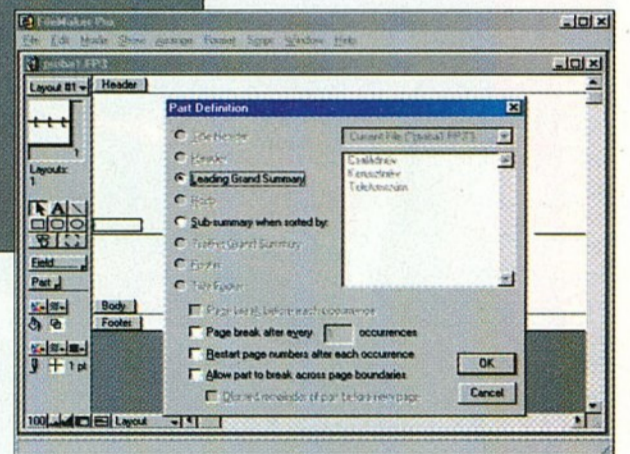 FileMaker Pro
File Edit Mode Show Arrange Format Script Window Help
proba1.FP3
Layout #1
Header
Part Definition
Title Header
Current File ("proba1.FP3")
Header
Leading Grand Summary
Body
Sub-summary when sorted by:
Trailing Grand Summary
Footer
Title Footer
Layouts:
1
Field
Part
Body
Footer
Page break before each occurrence
Page break after every occurrences
Restart page numbers after each occurrence
Allow part to break across page boundaries
Discard remainder of part before new page
OK
Cancel
1 pt
100
Layout